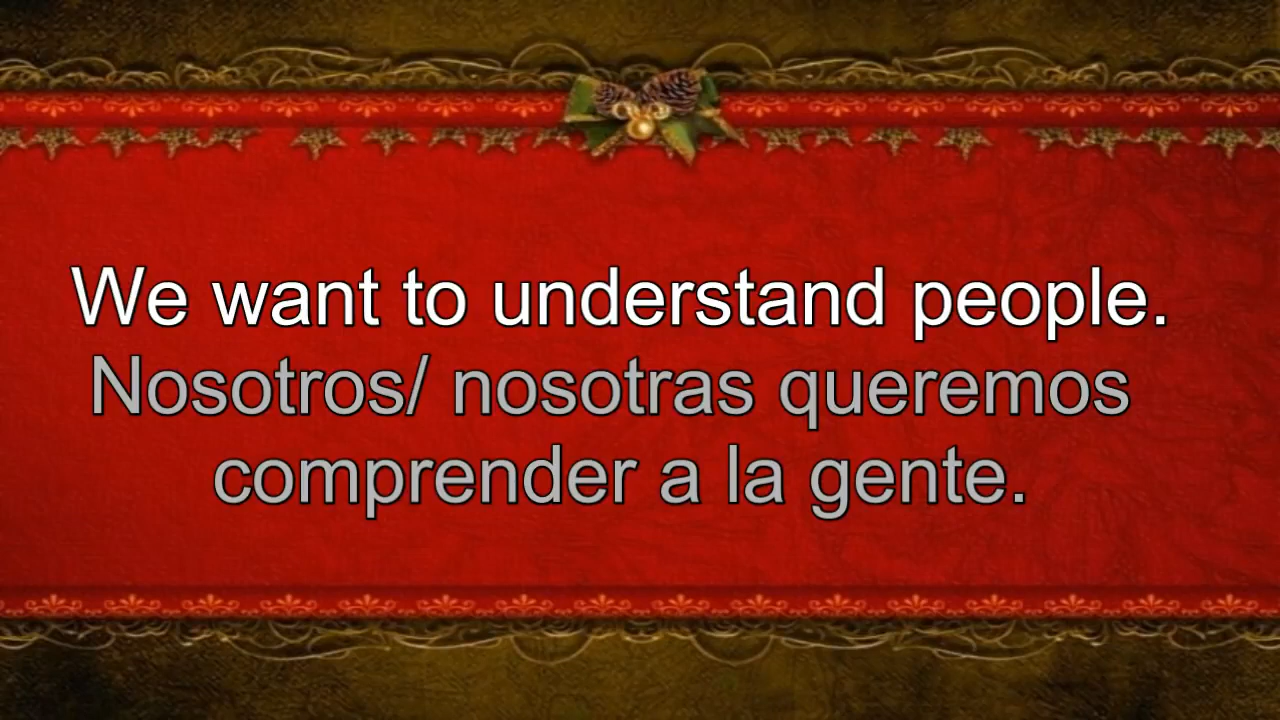 We want to understand people.
Nosotros/ nosotras queremos
comprender a la gente.